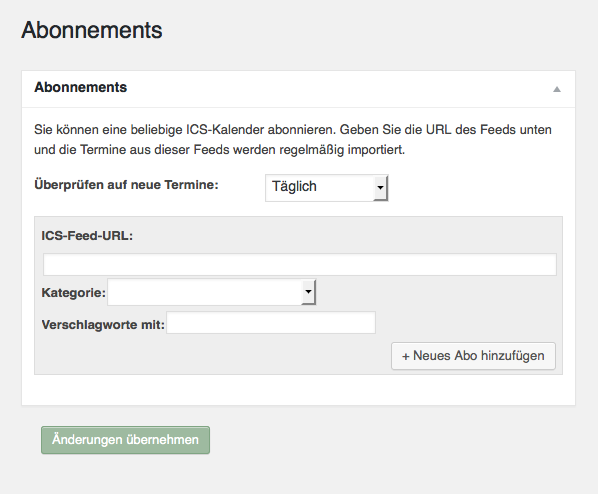 Abonnements
Abonnements
Sie können eine beliebige ICS-Kalender abonnieren. Geben Sie die URL des Feeds unten
und die Termine aus dieser Feeds werden regelmäßig importiert.
Überprüfen auf neue Termine: Täglich
ICS-Feed-URL:
Kategorie:
Verschlagworte mit:
+ Neues Abo hinzufügen
Änderungen übernehmen